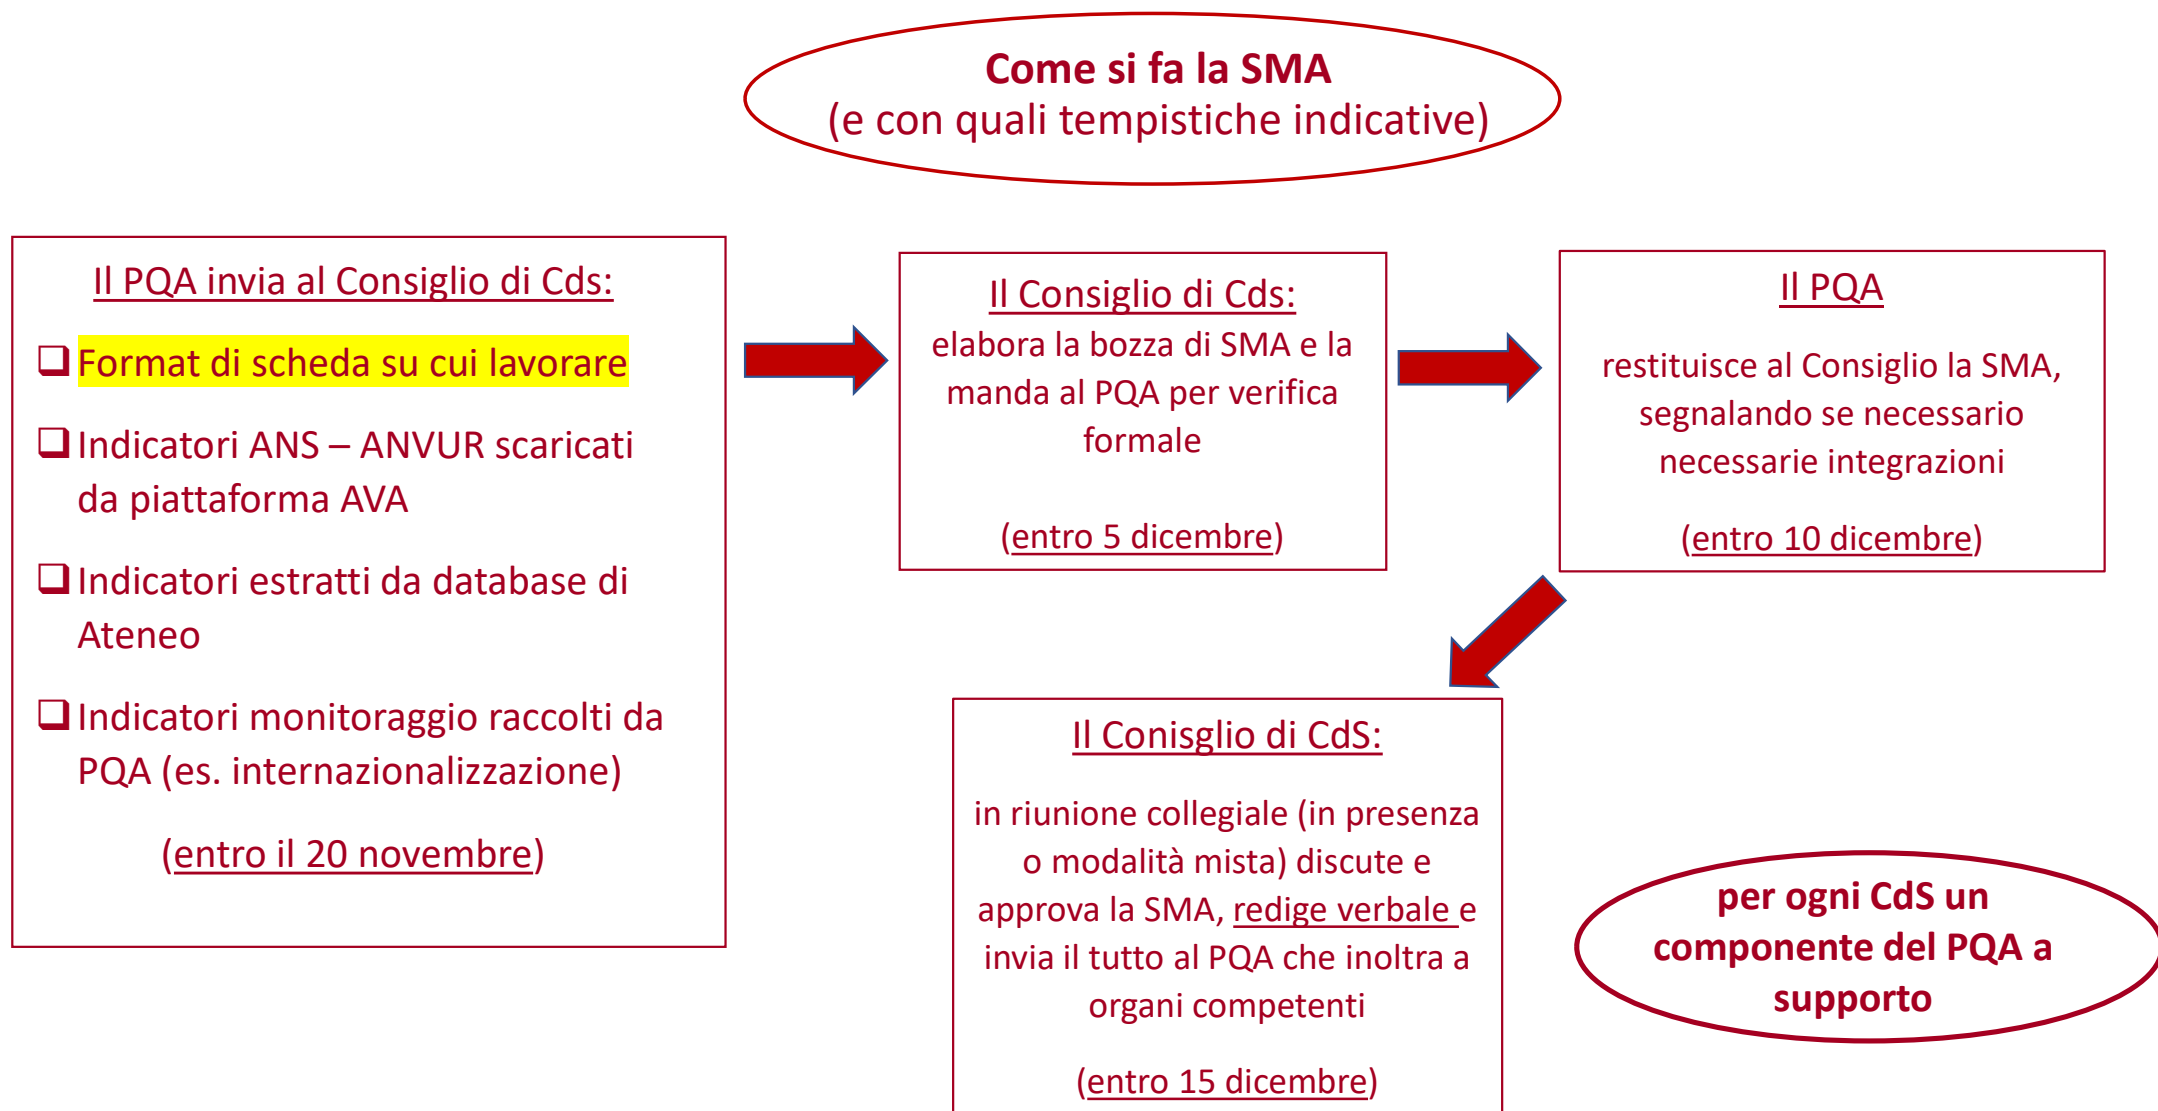 Come si fa la SMA
(e con quali tempistiche indicative)
Il PQA invia al Consiglio di Cds:
Format di scheda su cui lavorare
Indicatori ANS – ANVUR scaricati
da piattaforma AVA
Indicatori estratti da database di
Ateneo
Indicatori monitoraggio raccolti da
PQA (es. internazionalizzazione)
(entro il 20 novembre)
Il Consiglio di Cds:
elabora la bozza di SMA e la
manda al PQA per verifica
formale
(entro 5 dicembre)
Il PQA
restituisce al Consiglio la SMA,
segnalando se necessario
necessarie integrazioni
(entro 10 dicembre)
Il Conisglio di CdS:
in riunione collegiale (in presenza
o modalità mista) discute e
approva la SMA, redige verbale e
invia il tutto al PQA che inoltra a
organi competenti
(entro 15 dicembre)
per ogni CdS un
componente del PQA a
supporto